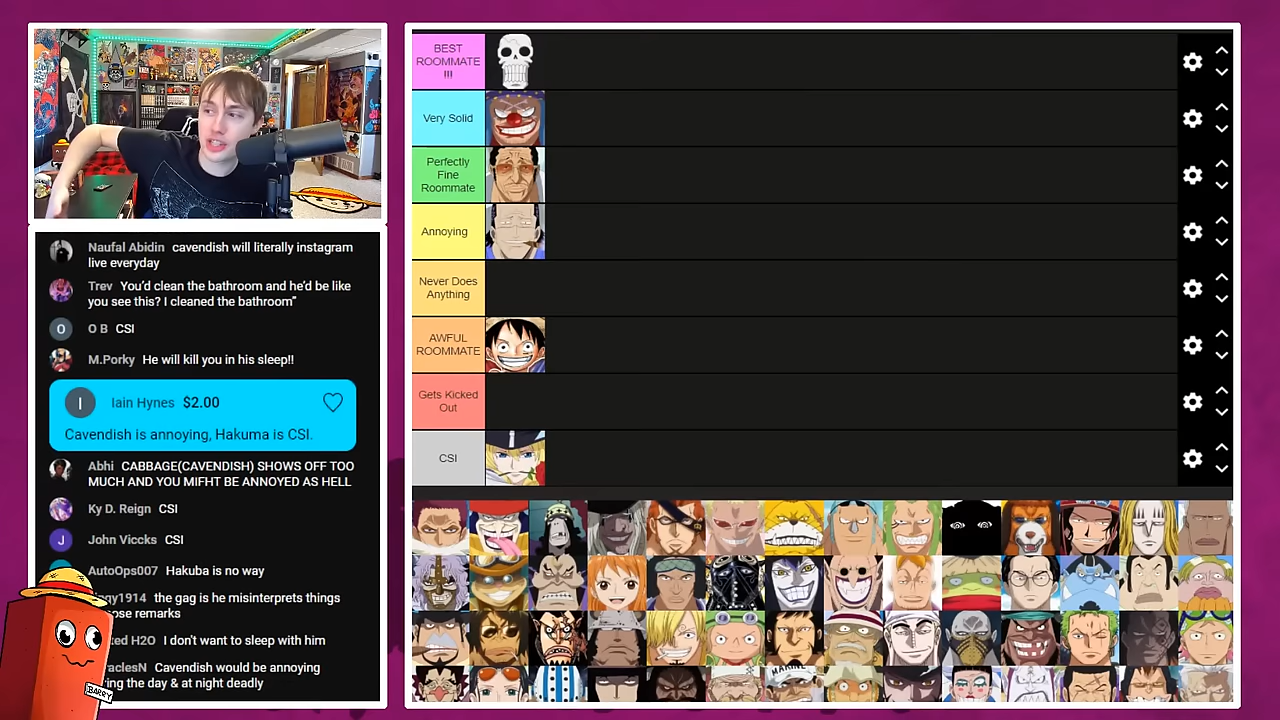 BEST
ROOMMATE
!!!
Very Solid
Perfectly
Fine
Roommate
Annoying
Never Does
Anything
AWFUL
ROOMMATE
Gets Kicked
Out
CSI
Naufal Abidin cavendish will literally instagram
live everyday
Trev You'd clean the bathroom and he'd be like
you see this? I cleaned the bathroom"
O
O B CSI
M.Porky He will kill you in his sleep!!
I
Iain Hynes $2.00
Cavendish is annoying, Hakuma is CSI.
Abhi CABBAGE(CAVENDISH) SHOWS OFF TOO
MUCH AND YOU MIFHT BE ANNOYED AS HELL
Ky D. Reign CSI
J
John Viccks CSI
AutoOps007 Hakuba is no way
1914 the gag is he misinterprets things
remarks
H2O I don't want to sleep with him
Cavendish would be annoying
the day & at night deadly
BARRY